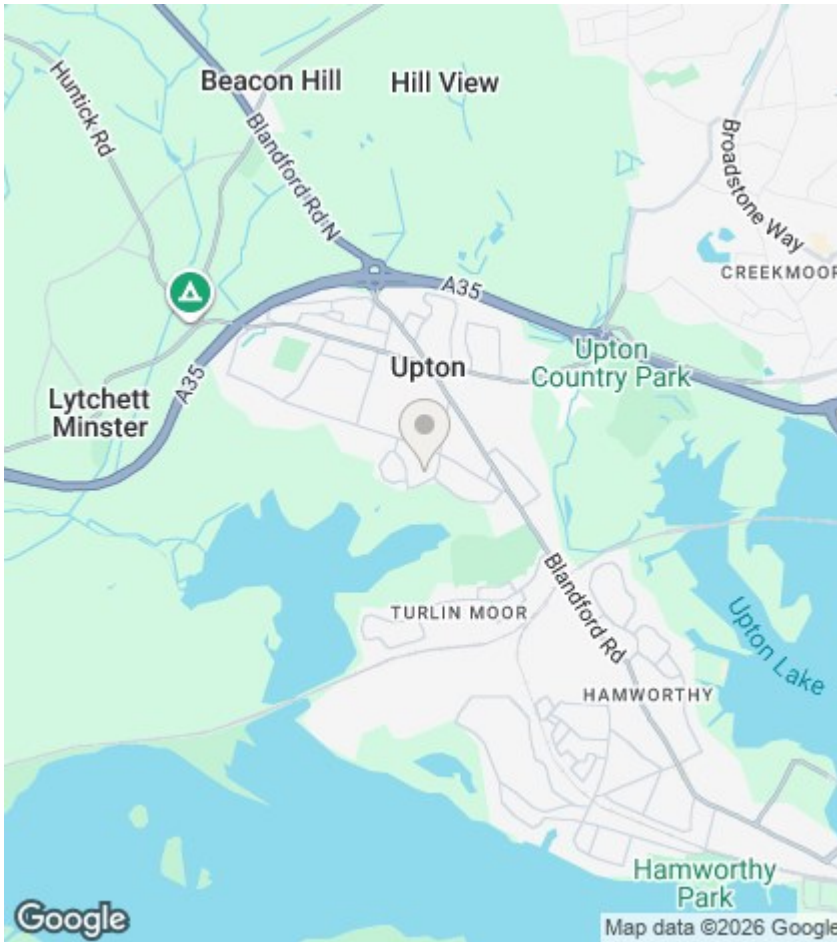 Beacon Hill
Hill View
Huntick Rd
Blandford Rd N
Broadstone Way
CREEKMOOR
A35
Upton
Country Park
Upton
Lytchett
Minster
A35
Blandford Rd
Upton Lake
TURLIN MOOR
HAMWORTHY
Hamworthy
Park
Google
Map data ©2026 Google